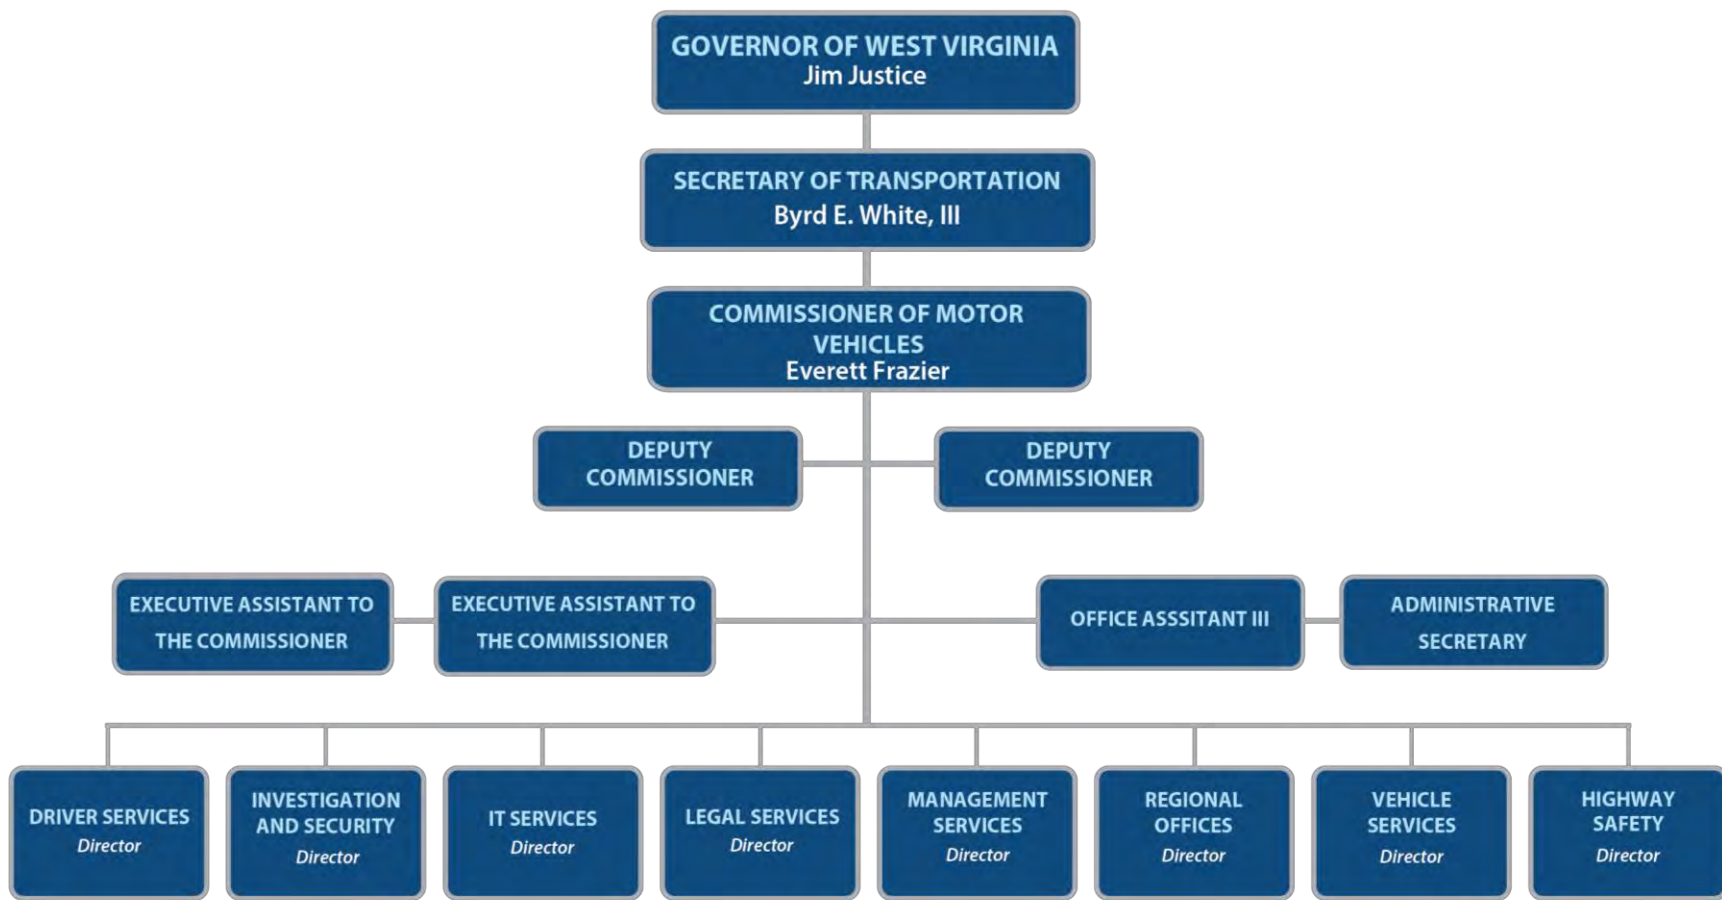 GOVERNOR OF WEST VIRGINIA
Jim Justice
SECRETARY OF TRANSPORTATION
Byrd E. White, III
COMMISSIONER OF MOTOR
VEHICLES
Everett Frazier
DEPUTY
COMMISSIONER
DEPUTY
COMMISSIONER
EXECUTIVE ASSISTANT TO
THE COMMISSIONER
EXECUTIVE ASSISTANT TO
THE COMMISSIONER
OFFICE ASSSITANT III
ADMINISTRATIVE
SECRETARY
DRIVER SERVICES
Director
INVESTIGATION
AND SECURITY
Director
IT SERVICES
Director
LEGAL SERVICES
Director
MANAGEMENT
SERVICES
Director
REGIONAL
OFFICES
Director
VEHICLE
SERVICES
Director
HIGHWAY
SAFETY
Director